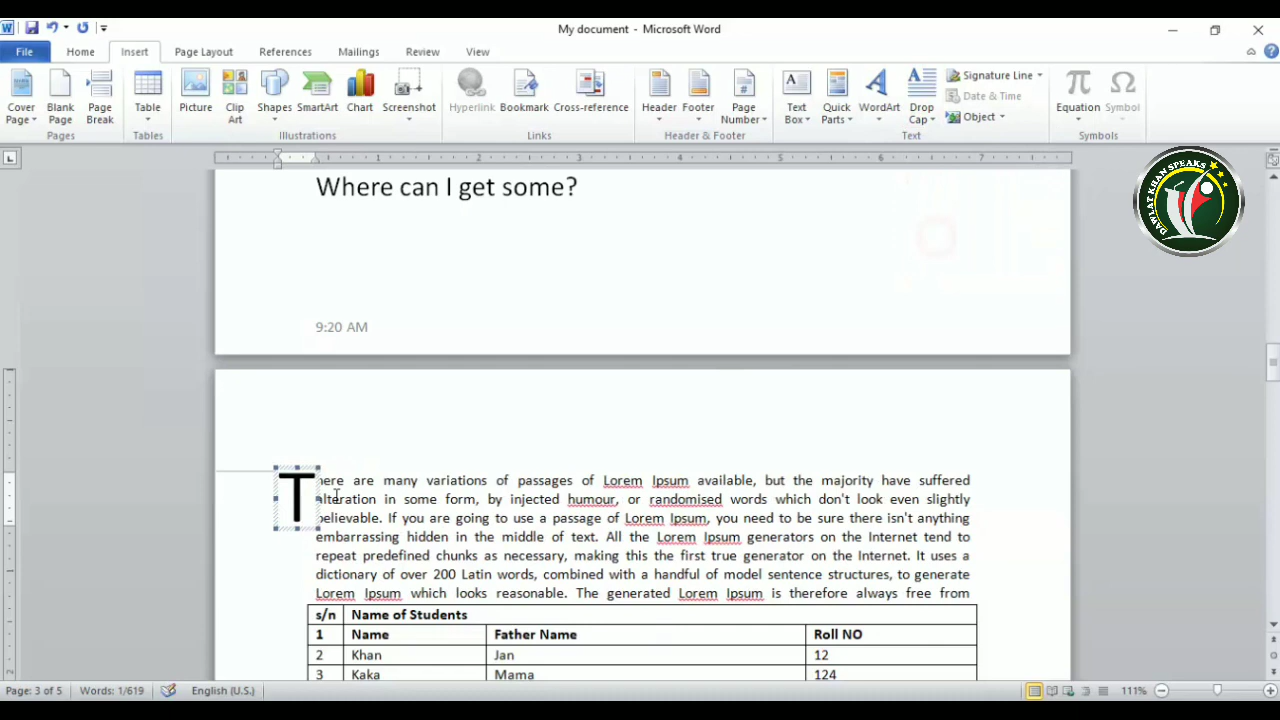 My document - Microsoft Word
File Home Insert Page Layout References Mailings Review View
Cover Page Blank Page Page Break
Table
Picture Clip Art Shapes SmartArt Chart Screenshot
Hyperlink Bookmark Cross-reference
Header Footer Page Number
Text Box Quick Parts WordArt Drop Cap
Signature Line
Date & Time
Object
Equation Symbol
Pages Tables Illustrations Links Header & Footer Text Symbols
1 2 3 4 5 6 7
DAWLAT KHAN SPEAKS
Where can I get some?
9:20 AM
There are many variations of passages of Lorem Ipsum available, but the majority have suffered
alteration in some form, by injected humour, or randomised words which don't look even slightly
believable. If you are going to use a passage of Lorem Ipsum, you need to be sure there isn't anything
embarrassing hidden in the middle of text. All the Lorem Ipsum generators on the Internet tend to
repeat predefined chunks as necessary, making this the first true generator on the Internet. It uses a
dictionary of over 200 Latin words, combined with a handful of model sentence structures, to generate
Lorem Ipsum which looks reasonable. The generated Lorem Ipsum is therefore always free from
s/n Name of Students
1 Name Father Name Roll NO
2 Khan Jan 12
3 Kaka Mama 124
Page: 3 of 5 Words: 1/619 English (U.S.) 111%